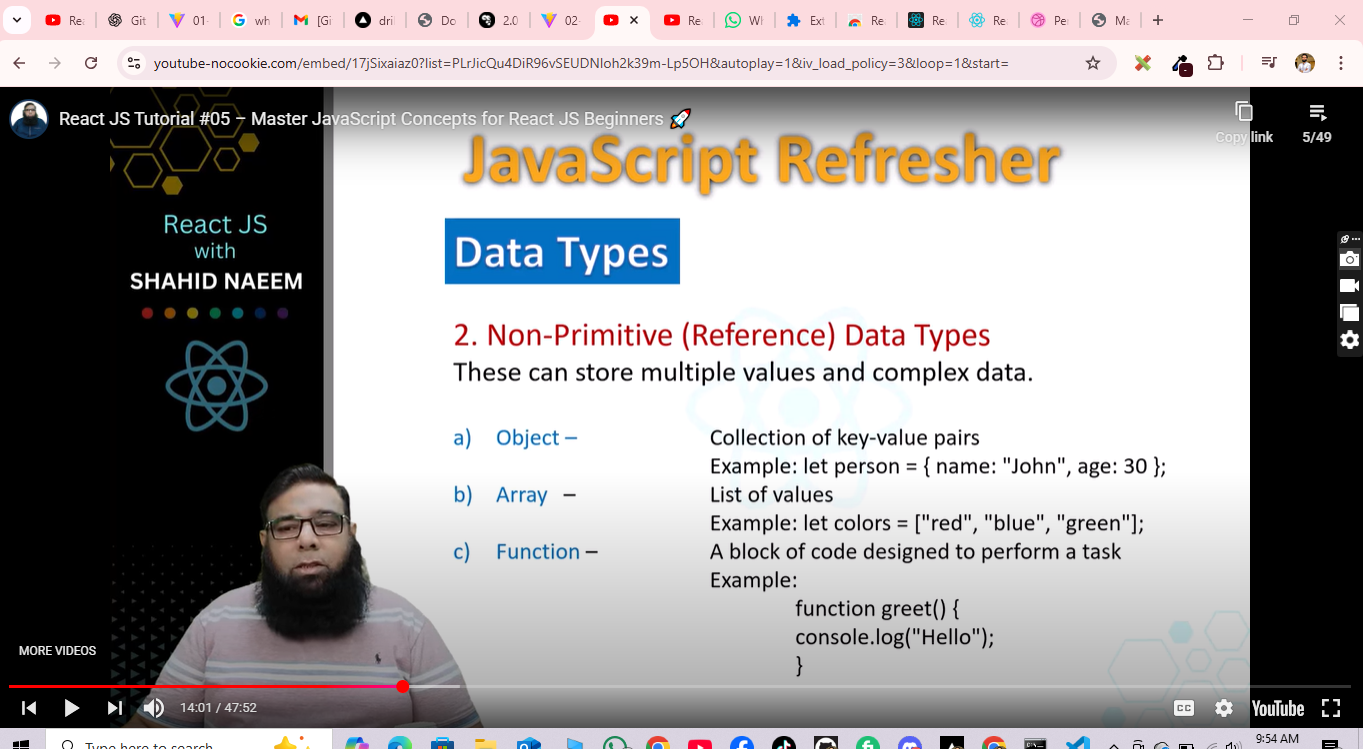 Re
Git
01-
wh
[Gi
dri
Do
2.0
02-
Re
Wh
Ext
Re
Re
Re
Pe
Ma
youtube-nocookie.com/embed/17jSixaiaz0?list=PLrJicQu4DiR96vSEUDNIoh2k39m-Lp5OH&autoplay=1&iv_load_policy=3&loop=1&start=
React JS Tutorial #05 – Master JavaScript Concepts for React JS Beginners 🚀
Copy link
5/49
JavaScript Refresher
React JS
with
SHAHID NAEEM
Data Types
2. Non-Primitive (Reference) Data Types
These can store multiple values and complex data.
a) Object – Collection of key-value pairs
Example: let person = { name: "John", age: 30 };
b) Array – List of values
Example: let colors = ["red", "blue", "green"];
c) Function – A block of code designed to perform a task
Example:
function greet() {
console.log("Hello");
}
MORE VIDEOS
14:01 / 47:52
CC
YouTube
Type here to search
9:54 AM